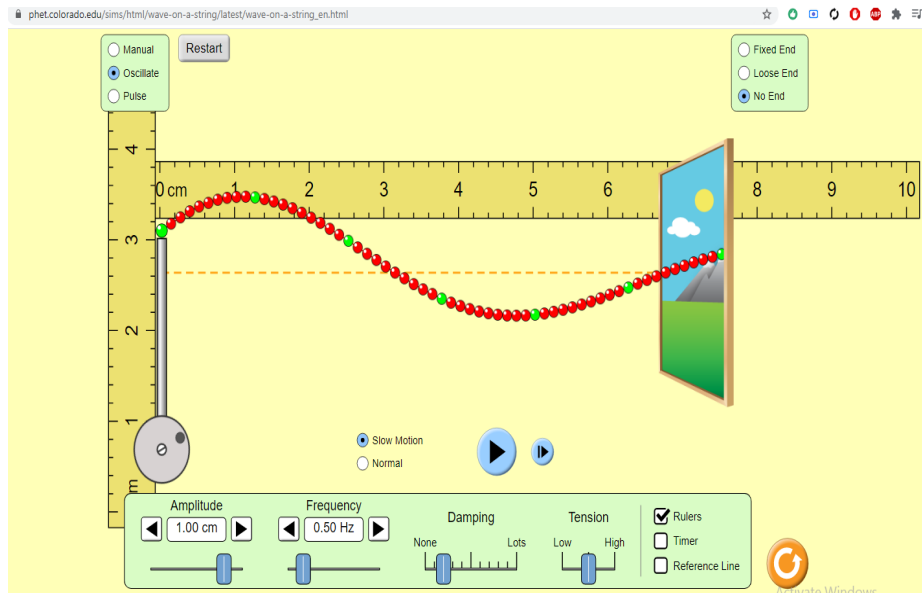 phet.colorado.edu/sims/html/wave-on-a-string/latest/wave-on-a-string_en.html
ABP
Manual
Oscillate
Pulse
Restart
Fixed End
Loose End
No End
4
3
2
1
0 cm 1 2 3 4 5 6 8 9 10
Slow Motion
Normal
Amplitude
1.00 cm
Frequency
0.50 Hz
Damping
None Lots
Tension
Low High
Rulers
Timer
Reference Line
Activate Windows